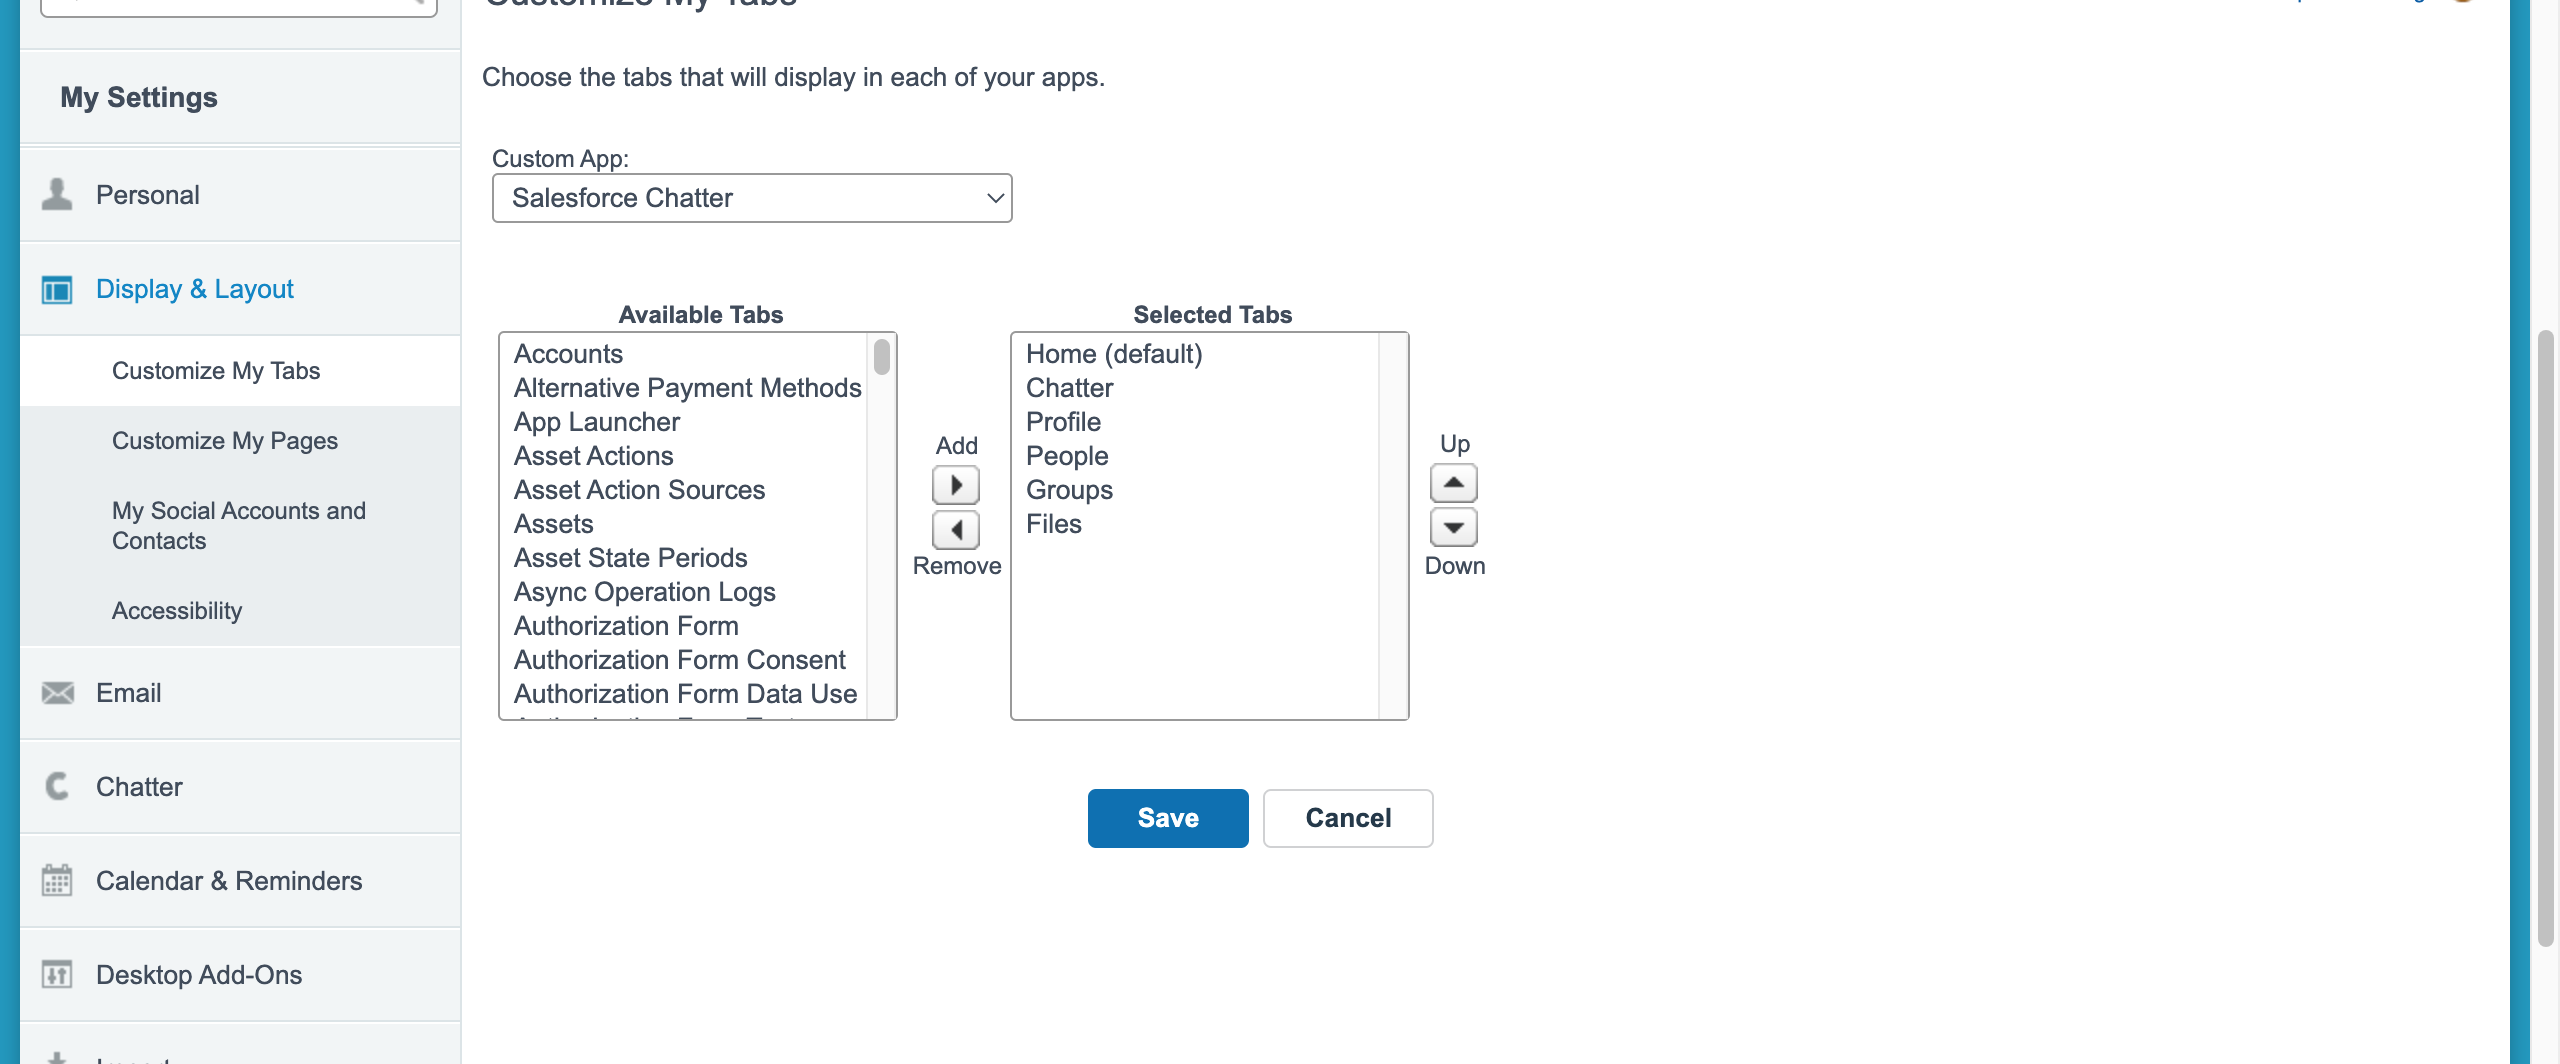 Customize My Tabs
Choose the tabs that will display in each of your apps.
My Settings
Personal
Display & Layout
Customize My Tabs
Customize My Pages
My Social Accounts and
Contacts
Accessibility
Email
Chatter
Calendar & Reminders
Desktop Add-Ons
Custom App:
Salesforce Chatter
Available Tabs
Accounts
Alternative Payment Methods
App Launcher
Asset Actions
Asset Action Sources
Assets
Asset State Periods
Async Operation Logs
Authorization Form
Authorization Form Consent
Authorization Form Data Use
Add
Remove
Selected Tabs
Home (default)
Chatter
Profile
People
Groups
Files
Up
Down
Save
Cancel